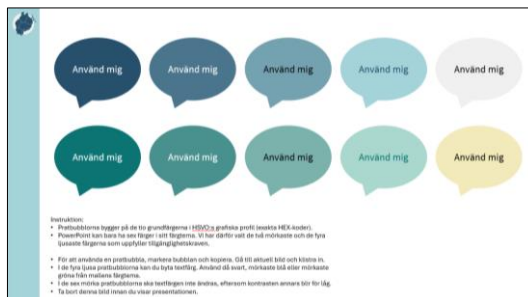 Använd mig Använd mig Använd mig Använd mig Använd mig
Använd mig Använd mig Använd mig Använd mig Använd mig
Instruktion:
• Pratbubblorna bygger på de tio grundfärgerna i HSVO:s grafiska profil (exakta HEX-koder).
• PowerPoint kan bara ha sex färger i sitt färgtema. Vi har därför valt de två mörkaste och de fyra
ljusaste färgerna som uppfyller tillgänglighetskraven.
• För att använda en pratbubbla, markera bubblan och kopiera. Gå till aktuell bild och klistra in.
• I de fyra ljusa pratbubblorna kan du byta textfärg. Använd då svart, mörkaste blå eller mörkaste
gröna från mallens färgtema.
• I de sex mörka pratbubblorna ska textfärgen inte ändras, eftersom kontrasten annars blir för låg.
• Ta bort denna bild innan du visar presentationen.